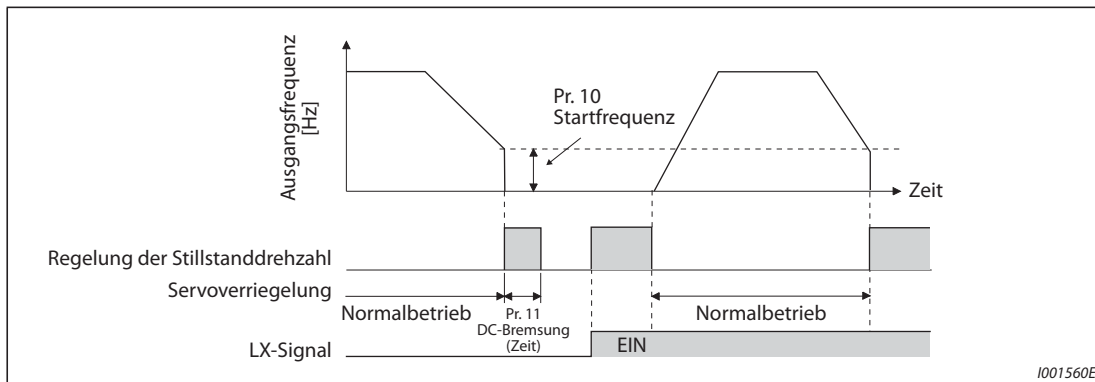 Ausgangsfrequenz
[Hz]
Pr. 10
Startfrequenz
Zeit
Regelung der Stillstanddrehzahl
Servoverriegelung
Normalbetrieb
Pr. 11
DC-Bremsung
(Zeit)
Normalbetrieb
LX-Signal
EIN
I001560E